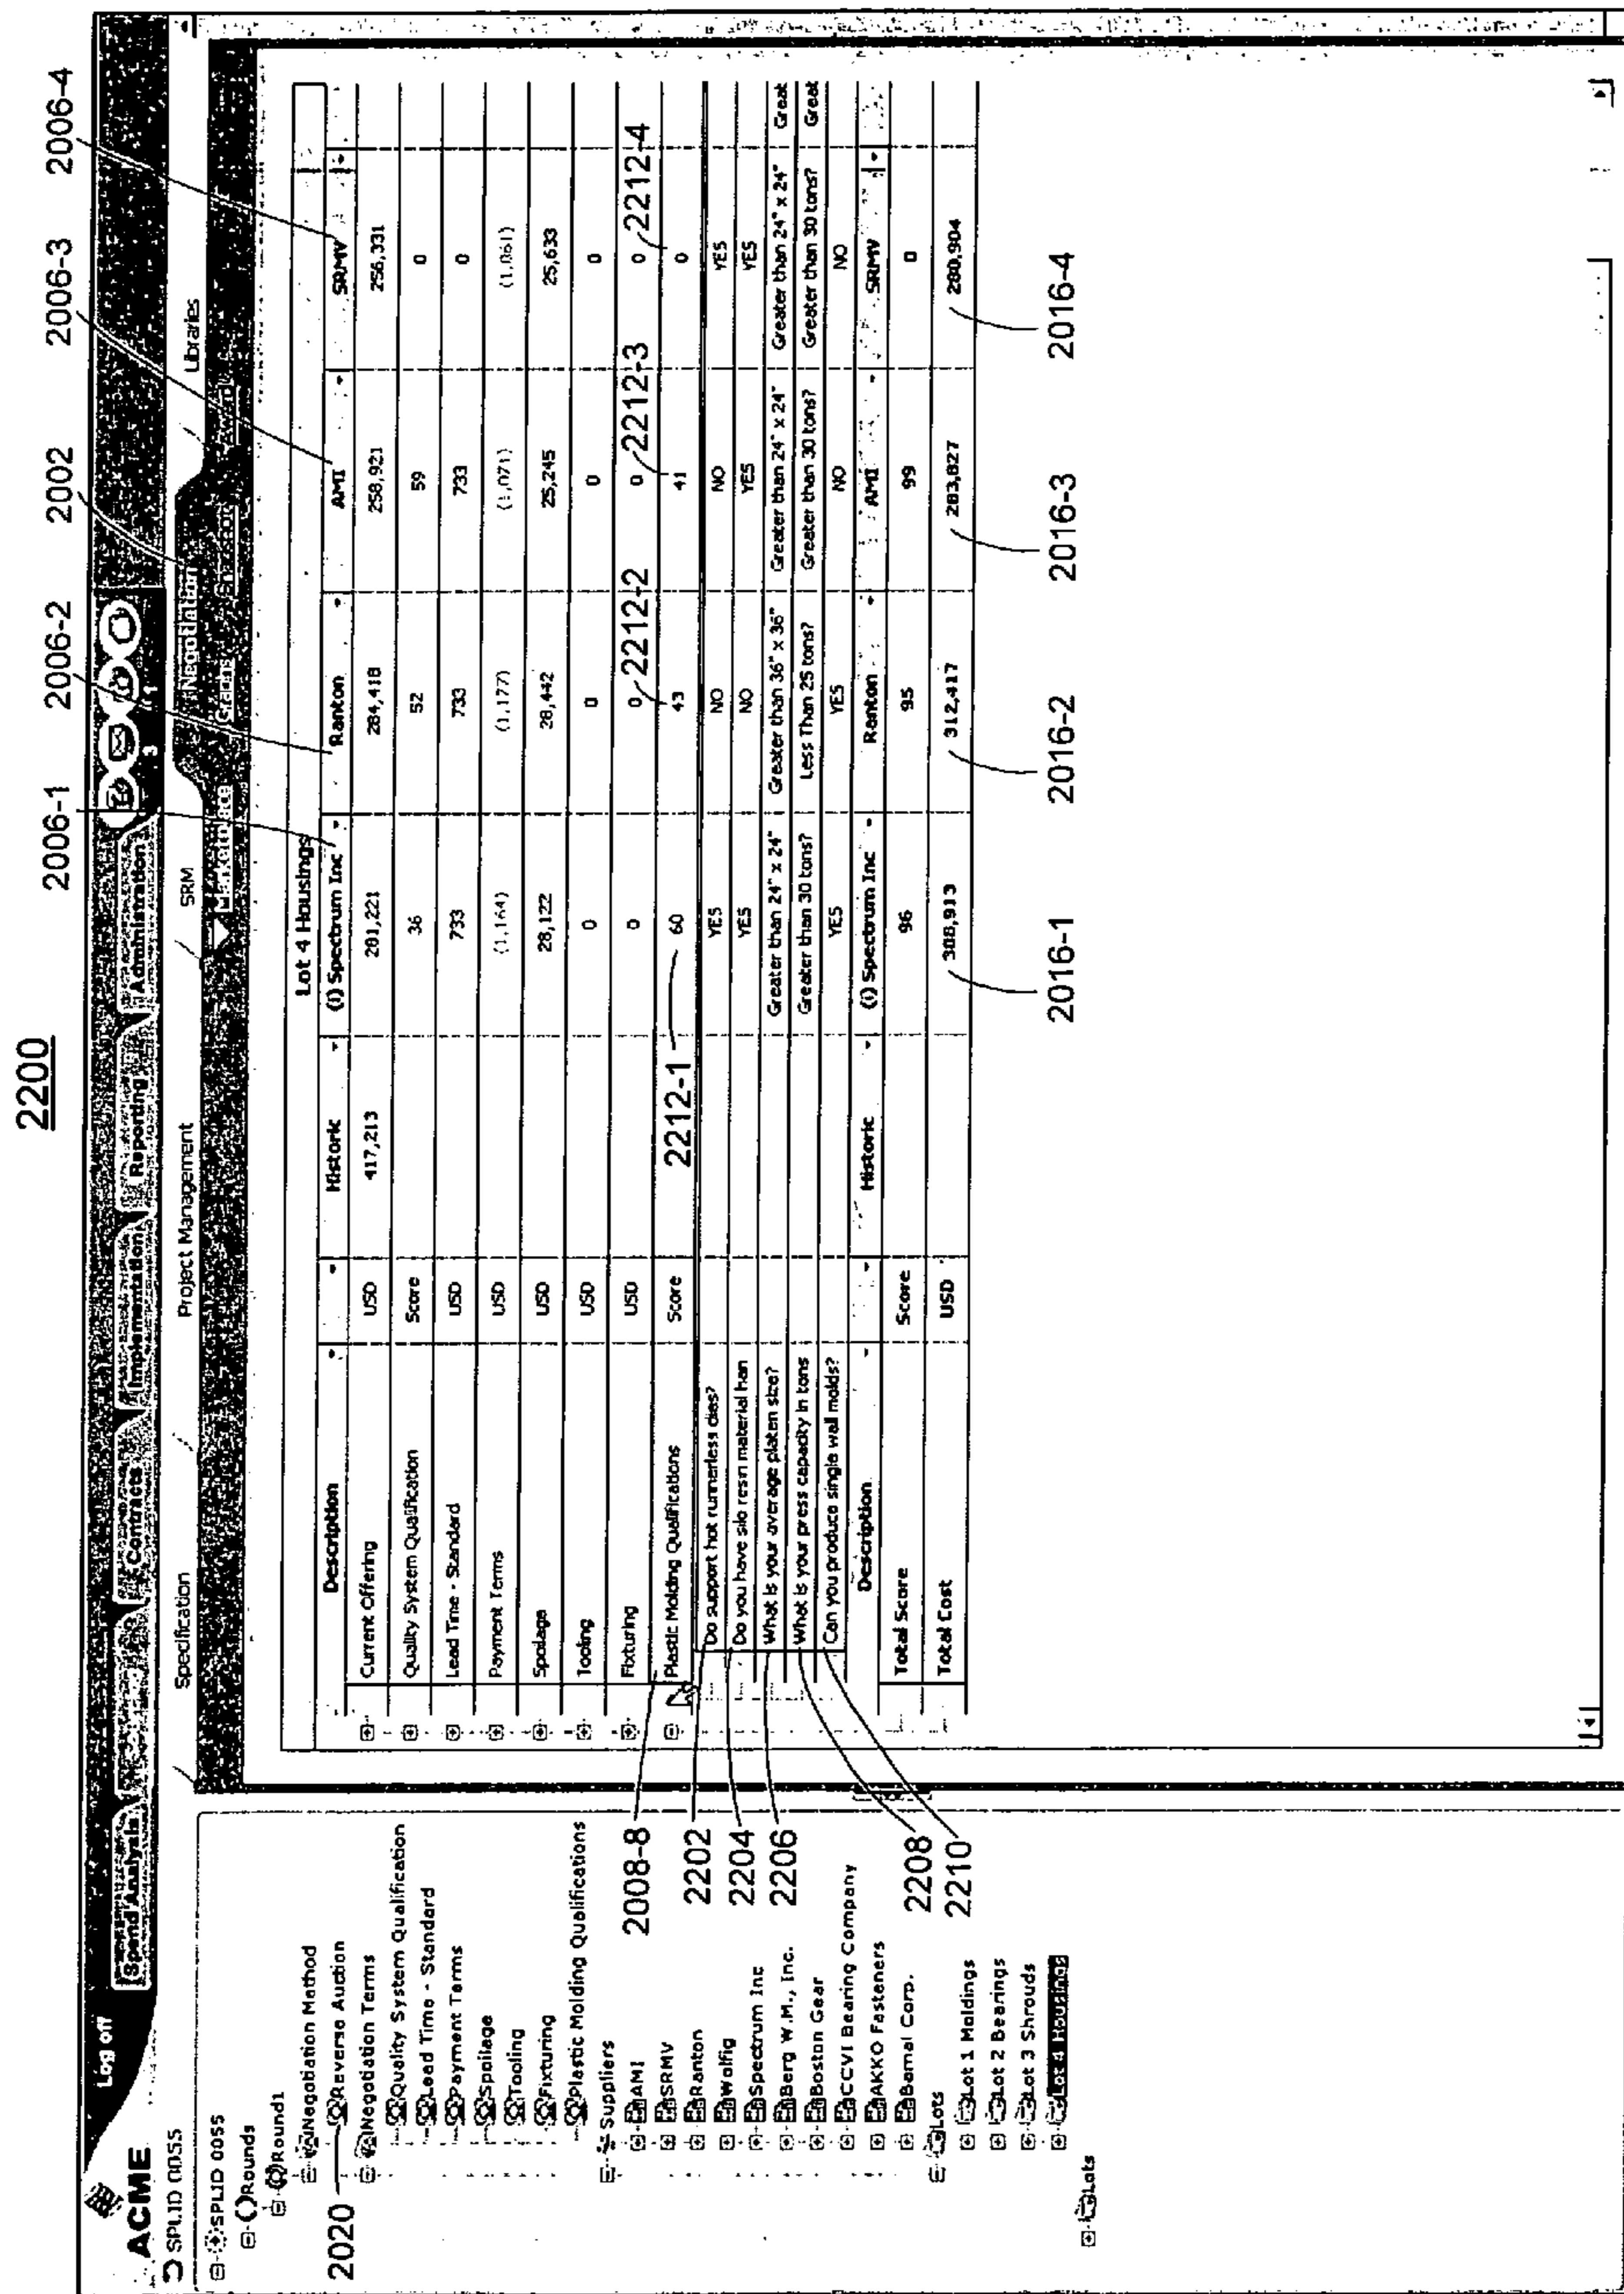 2200
2006-1
2006-2
2002
2006-3
2006-4
Log off
Spend Analysis
Contracts
Implementation
Reporting
Administration
ACME
Specification
Project Management
SRM
Negotiation
Libraries
Marketplace
SPLID 0055
SPLID 0055
Rounds
Round1
Negotiation Method
2020
Reverse Auction
Negotiation Terms
Quality System Qualification
Lead Time - Standard
Payment Terms
Spoilage
Tooling
Fixturing
Plastic Molding Qualifications
Suppliers
AMI
SRMV
Ranton
Wolfig
Spectrum Inc
Berg W.M., Inc.
Boston Gear
CCVI Bearing Company
AKKO Fasteners
Bamal Corp.
Lots
Lot 1 Moldings
Lot 2 Bearings
Lot 3 Shrouds
Lot 4 Housings
Lots
Lot 4 Housings
Description Historic (i) Spectrum Inc Ranton AMI SRMV
Current Offering USD 417,213 281,221 284,418 258,921 256,331
Quality System Qualification Score 36 52 59 0
Lead Time - Standard USD 733 733 733 0
Payment Terms USD (1,164) (1,177) (1,071) (1,061)
Spoilage USD 28,122 28,442 25,245 25,633
Tooling USD 0 0 0 0
Fixturing USD 0 0 0 0
2212-1 2212-2 2212-3 2212-4
2008-8
Plastic Molding Qualifications Score 60 43 41 0
2202
Do support hot runnerless dies? YES NO NO YES
2204
Do you have silo resin material han YES NO YES YES
2206
What is your average platen size? Greater than 24" x 24" Greater than 36" x 36" Greater than 24" x 24" Greater than 24" x 24" Great
2208
What is your press capacity in tons Greater than 30 tons? Less Than 25 tons? Greater than 30 tons? Greater than 30 tons? Great
2210
Can you produce single wall molds? YES YES NO NO
Description Historic (i) Spectrum Inc Ranton AMI SRMV
Total Score Score 96 95 99 0
Total Cost USD 308,913 312,417 283,827 280,904
2016-1 2016-2 2016-3 2016-4